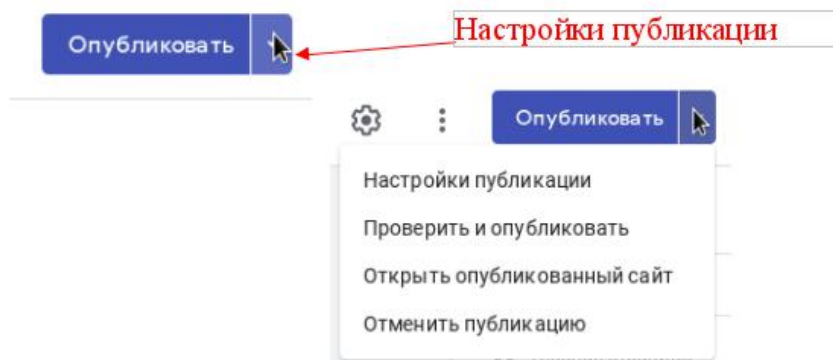 Опубликовать
Настройки публикации
Опубликовать
Настройки публикации
Проверить и опубликовать
Открыть опубликованный сайт
Отменить публикацию